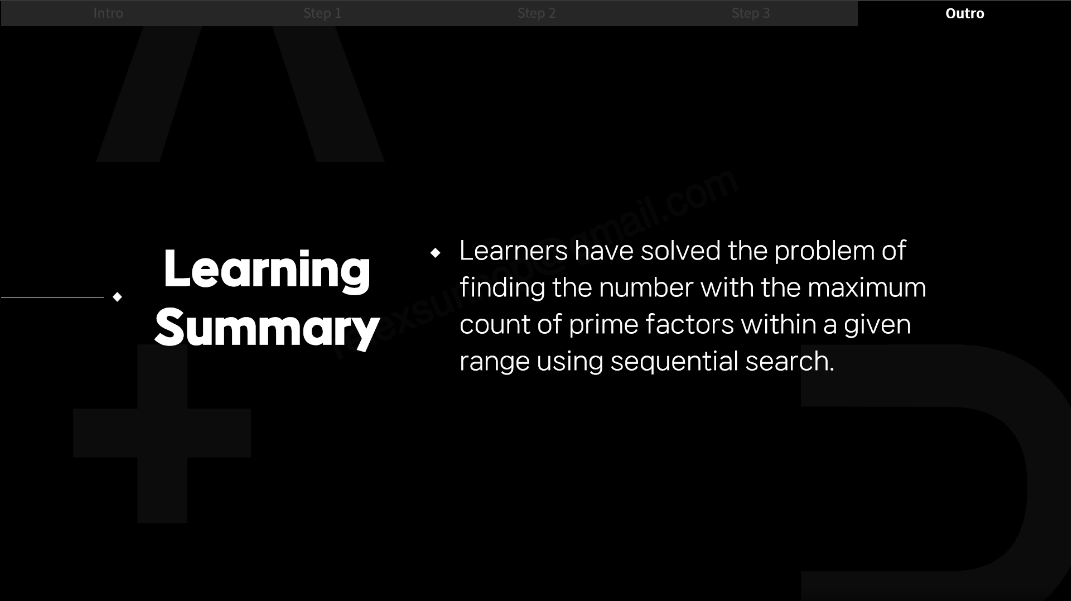 Intro
Step 1
Step 2
Step 3
Outro
Learning
Summary
Learners have solved the problem of
finding the number with the maximum
count of prime factors within a given
range using sequential search.